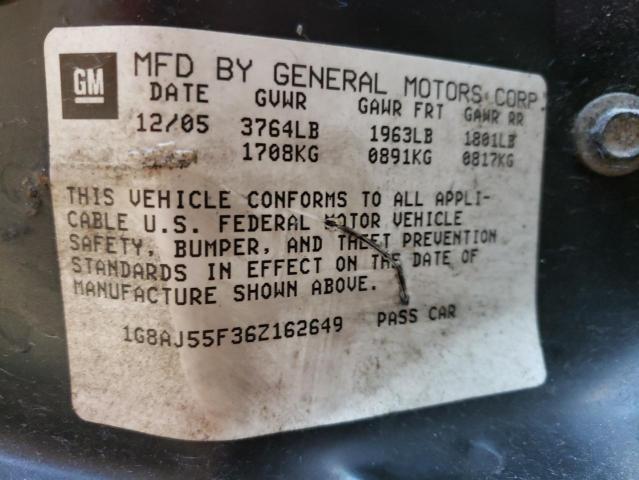 GM
MFD BY GENERAL MOTORS CORP
DATE GVWR GAWR FRT GAWR RR
12/05 3764LB 1963LB 1801LB
1708KG 0891KG 0817KG
THIS VEHICLE CONFORMS TO ALL APPLI-
CABLE U.S. FEDERAL MOTOR VEHICLE
SAFETY, BUMPER, AND THEFT PREVENTION
STANDARDS IN EFFECT ON THE DATE OF
MANUFACTURE SHOWN ABOVE.
1G8AJ55F36Z162649 PASS CAR